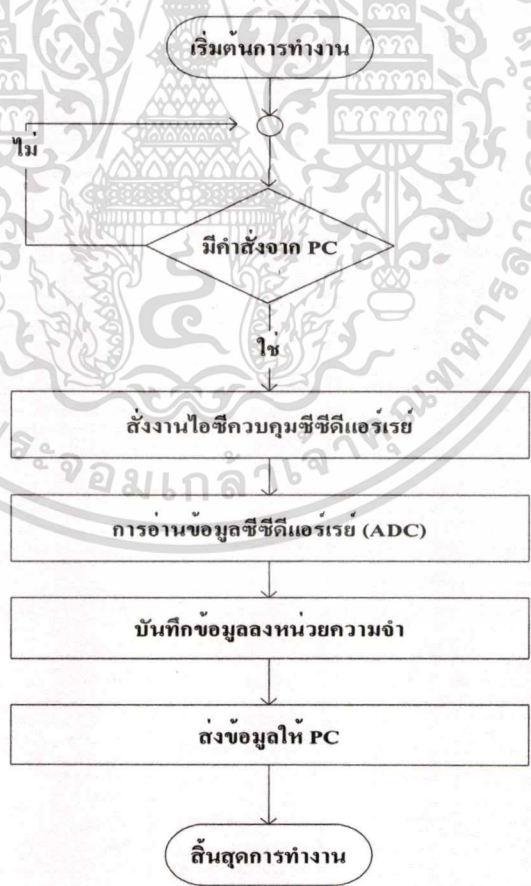 เริ่มต้นการทำงาน
ไม่
มีคำสั่งจาก PC
ใช่
สั่งงานไอซีควบคุมซีซีดีแอร์เรย์
การอ่านข้อมูลซีซีดีแอร์เรย์ (ADC)
บันทึกข้อมูลลงหน่วยความจำ
ส่งข้อมูลให้ PC
สิ้นสุดการทำงาน